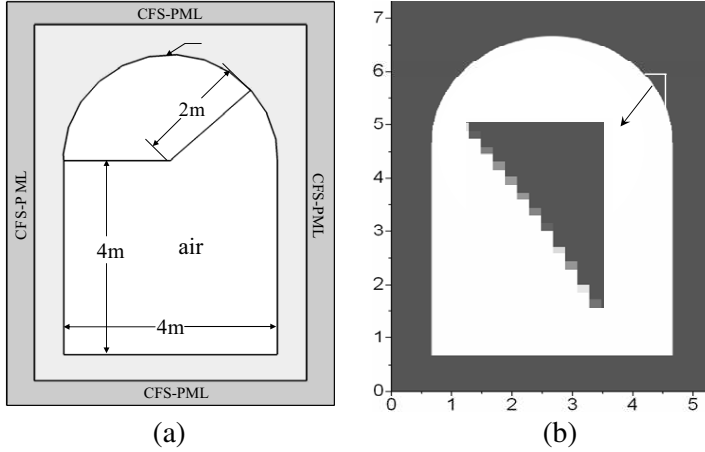 CFS-PML
2m
CFS-P ML
CFS-PML
air
4m
4m
CFS-PML
(a)
7
6
5
4
3
2
1
0
0 1 2 3 4 5
(b)